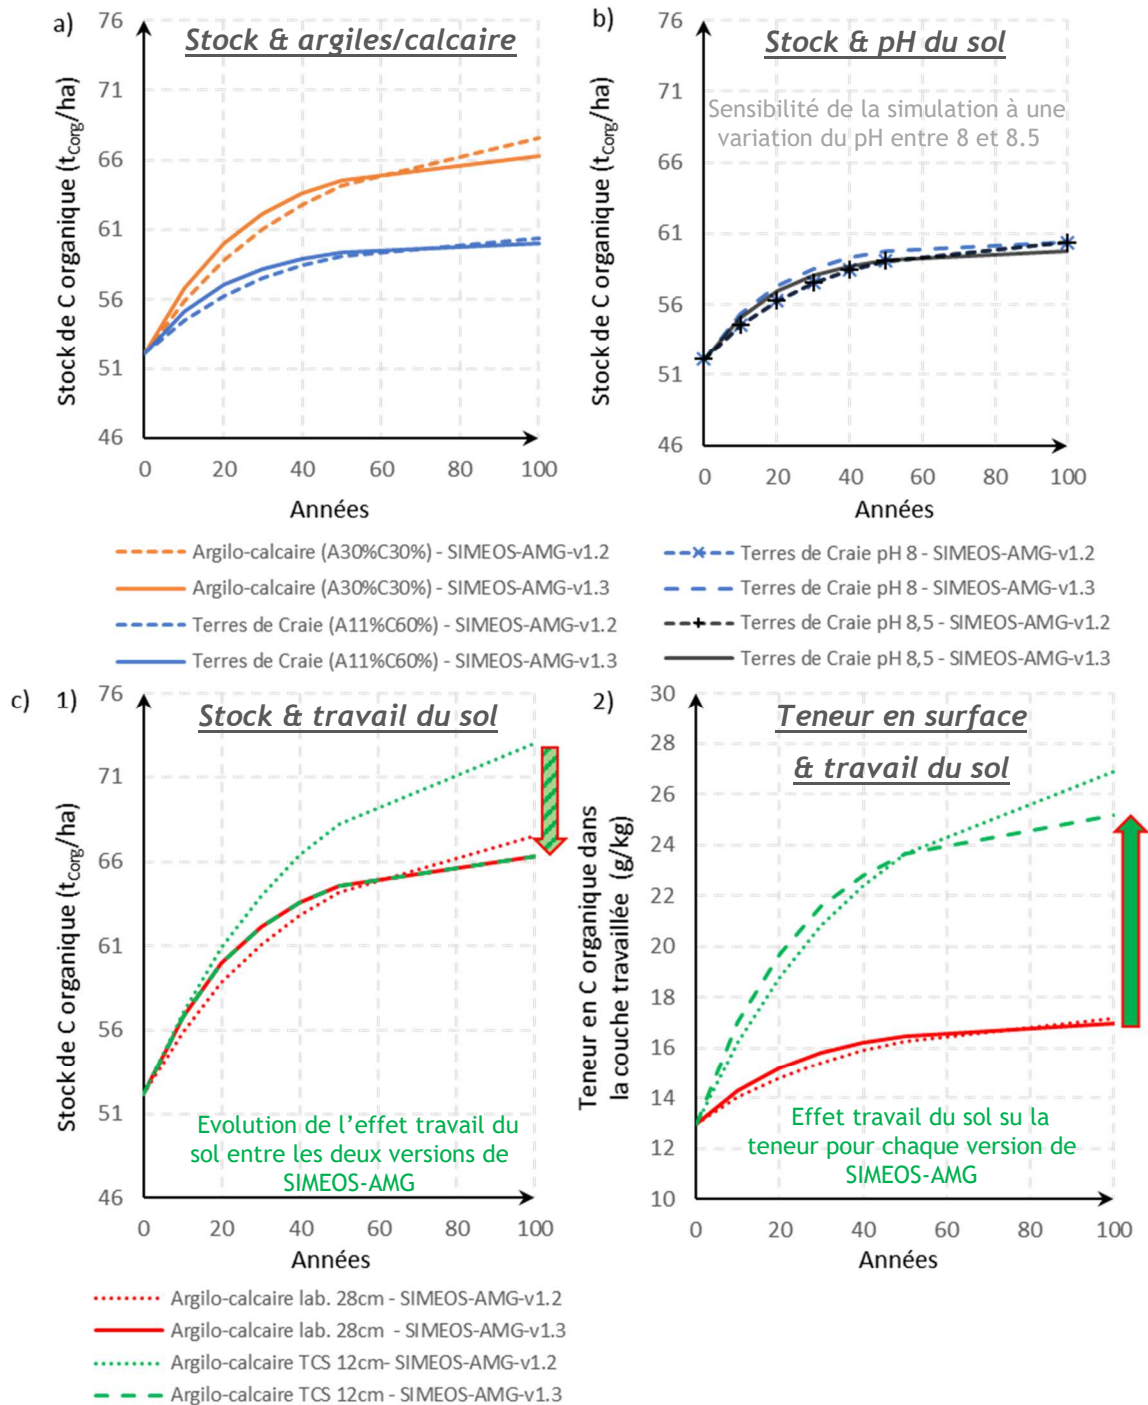 a)
Stock & argiles/calcaire
Stock de C organique (tCorg/ha)
76
71
66
61
56
51
46
0
20
40
60
80
100
Années
Argilo-calcaire (A30%C30%) - SIMEOS-AMG-v1.2
Argilo-calcaire (A30%C30%) - SIMEOS-AMG-v1.3
Terres de Craie (A11%C60%) - SIMEOS-AMG-v1.2
Terres de Craie (A11%C60%) - SIMEOS-AMG-v1.3
b)
Stock & pH du sol
Sensibilité de la simulation à une
variation du pH entre 8 et 8.5
Stock de C organique (tCorg/ha)
76
71
66
61
56
51
46
0
20
40
60
80
100
Années
Terres de Craie pH 8 - SIMEOS-AMG-v1.2
Terres de Craie pH 8 - SIMEOS-AMG-v1.3
Terres de Craie pH 8,5 - SIMEOS-AMG-v1.2
Terres de Craie pH 8,5 - SIMEOS-AMG-v1.3
c) 1)
Stock & travail du sol
Stock de C organique (tCorg/ha)
76
71
66
61
56
51
46
Evolution de l'effet travail du
sol entre les deux versions de
SIMEOS-AMG
0
20
40
60
80
100
Années
2)
Teneur en surface
& travail du sol
Teneur en C organique dans
la couche travaillée (g/kg)
30
28
26
24
22
20
18
16
14
12
10
Effet travail du sol su la
teneur pour chaque version de
SIMEOS-AMG
0
20
40
60
80
100
Années
Argilo-calcaire lab. 28cm - SIMEOS-AMG-v1.2
Argilo-calcaire lab. 28cm - SIMEOS-AMG-v1.3
Argilo-calcaire TCS 12cm- SIMEOS-AMG-v1.2
Argilo-calcaire TCS 12cm - SIMEOS-AMG-v1.3